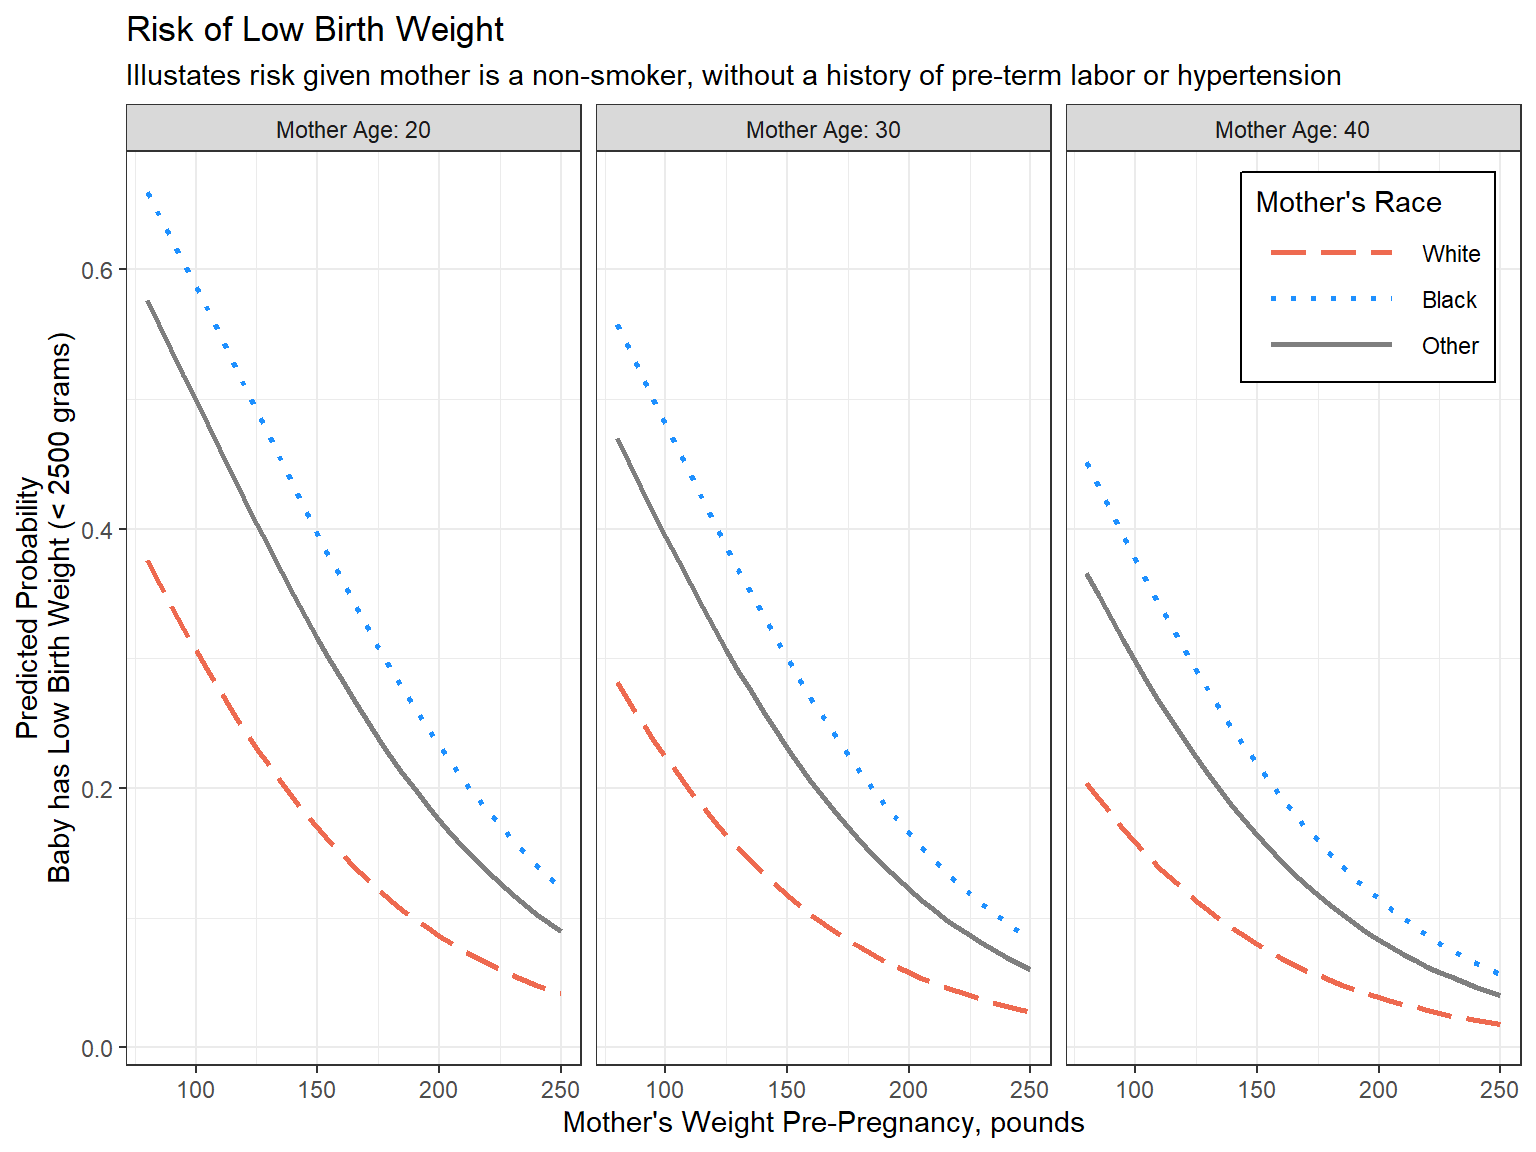 Risk of Low Birth Weight
Illustates risk given mother is a non-smoker, without a history of pre-term labor or hypertension
Mother Age: 20
Mother Age: 30
Mother Age: 40
Mother's Race
White
Black
Other
Predicted Probability
Baby has Low Birth Weight (< 2500 grams)
0.6
0.4
0.2
0.0
100 150 200 250
100 150 200 250
100 150 200 250
Mother's Weight Pre-Pregnancy, pounds